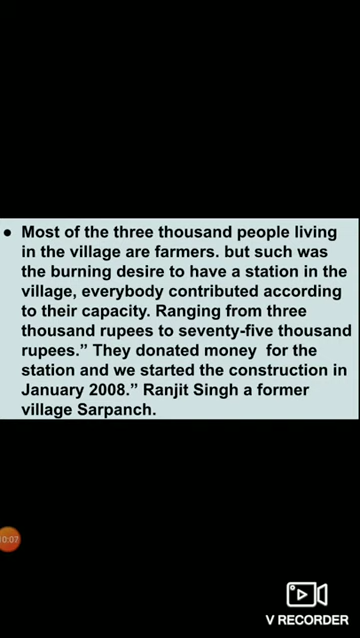 ● Most of the three thousand people living
in the village are farmers. but such was
the burning desire to have a station in the
village, everybody contributed according
to their capacity. Ranging from three
thousand rupees to seventy-five thousand
rupees.” They donated money  for the
station and we started the construction in
January 2008.” Ranjit Singh a former
village Sarpanch.
10:07
V RECORDER